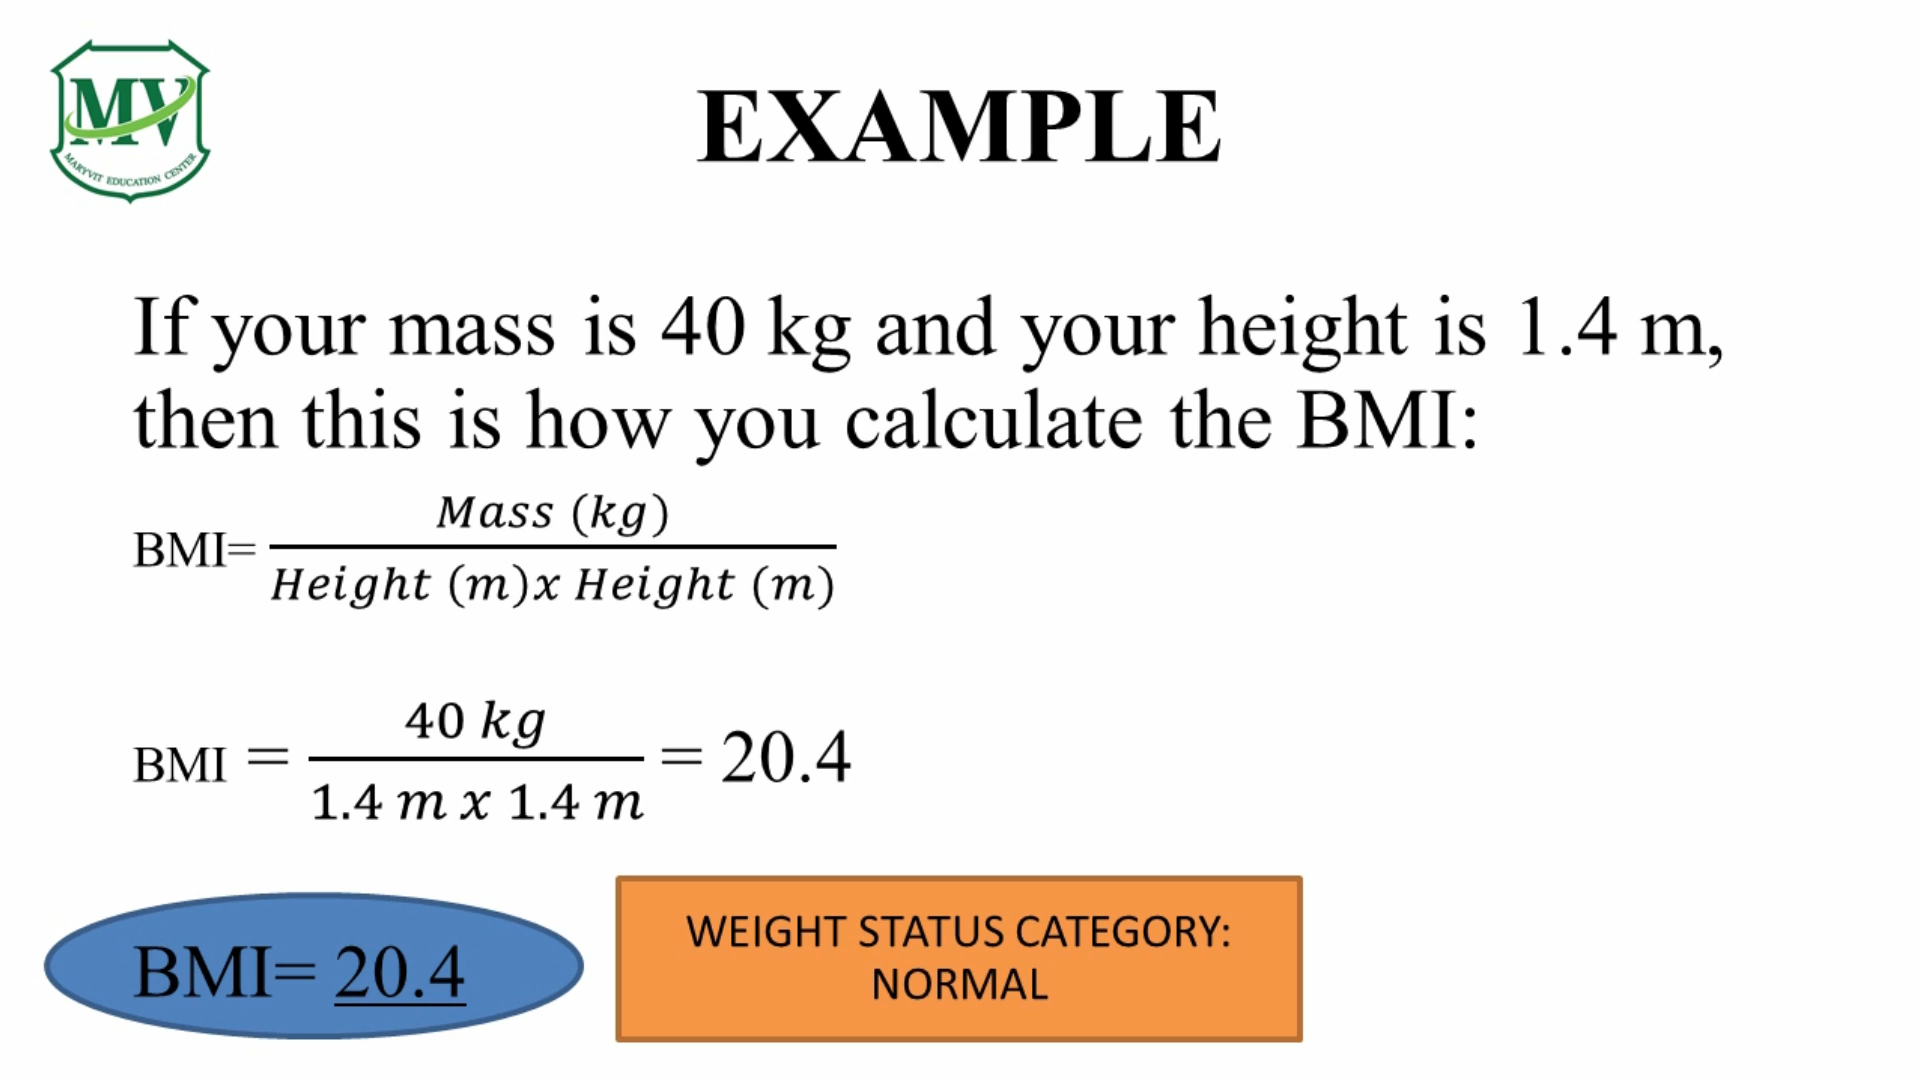 MV
MARYVIT EDUCATION CENTER
EXAMPLE
If your mass is 40 kg and your height is 1.4 m,
then this is how you calculate the BMI:
BMI= Mass (kg) / Height (m)x Height (m)
BMI = 40 kg / 1.4 m x 1.4 m = 20.4
BMI= 20.4
WEIGHT STATUS CATEGORY:
NORMAL